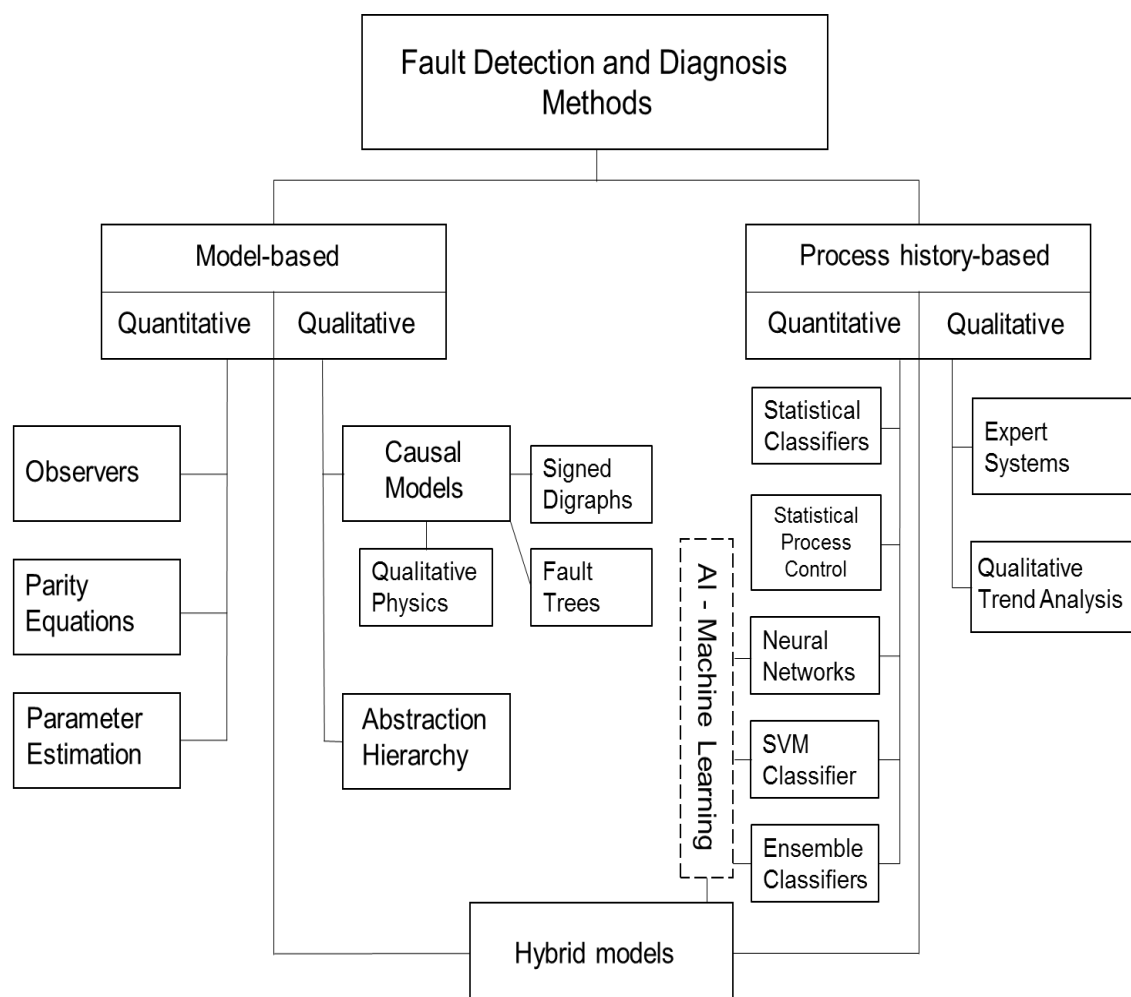 Fault Detection and Diagnosis
Methods
Model-based
Quantitative
Qualitative
Process history-based
Quantitative
Qualitative
Observers
Parity
Equations
Parameter
Estimation
Causal
Models
Signed
Digraphs
Qualitative
Physics
Fault
Trees
Abstraction
Hierarchy
AI - Machine Learning
Statistical
Classifiers
Statistical
Process
Control
Neural
Networks
SVM
Classifier
Ensemble
Classifiers
Expert
Systems
Qualitative
Trend Analysis
Hybrid models